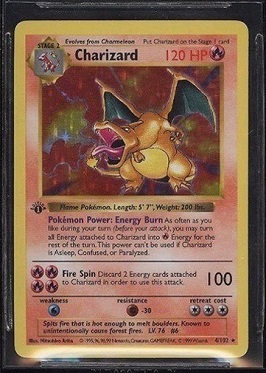 STAGE 2 Evolves from Charmeleon Put Charizard on the Stage 1 card
Charizard 120 HP
Flame Pokémon. Length: 5' 7", Weight: 200 lbs.
Pokémon Power: Energy Burn As often as you
like during your turn (before your attack), you may turn
all Energy attached to Charizard into Energy for the
rest of the turn. This power can't be used if Charizard
is Asleep, Confused, or Paralyzed.
Fire Spin Discard 2 Energy cards attached
to Charizard in order to use this attack. 100
weakness resistance retreat cost
-30
Spits fire that is hot enough to melt boulders. Known to
unintentionally cause forest fires. LV. 76 #6
Illus. Mitsuhiro Arita 4/102